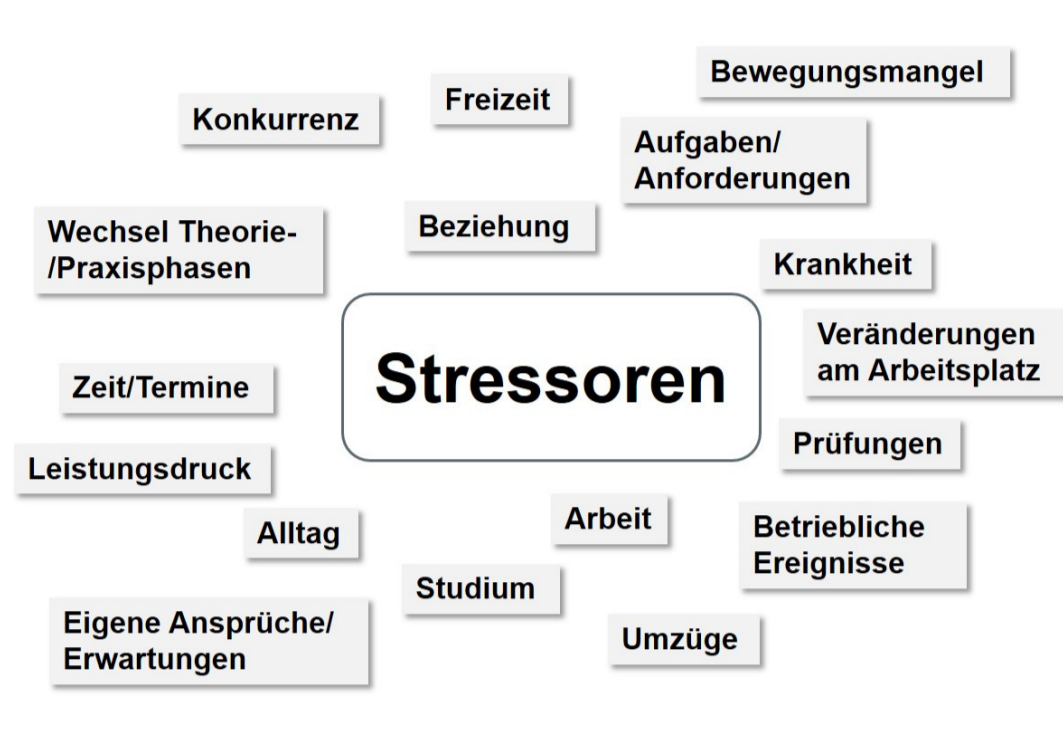 Bewegungsmangel
Freizeit
Konkurrenz
Aufgaben/
Anforderungen
Wechsel Theorie-
/Praxisphasen
Beziehung
Krankheit
Veränderungen
am Arbeitsplatz
Stressoren
Zeit/Termine
Prüfungen
Leistungsdruck
Arbeit
Alltag
Betriebliche
Ereignisse
Studium
Eigene Ansprüche/
Erwartungen
Umzüge